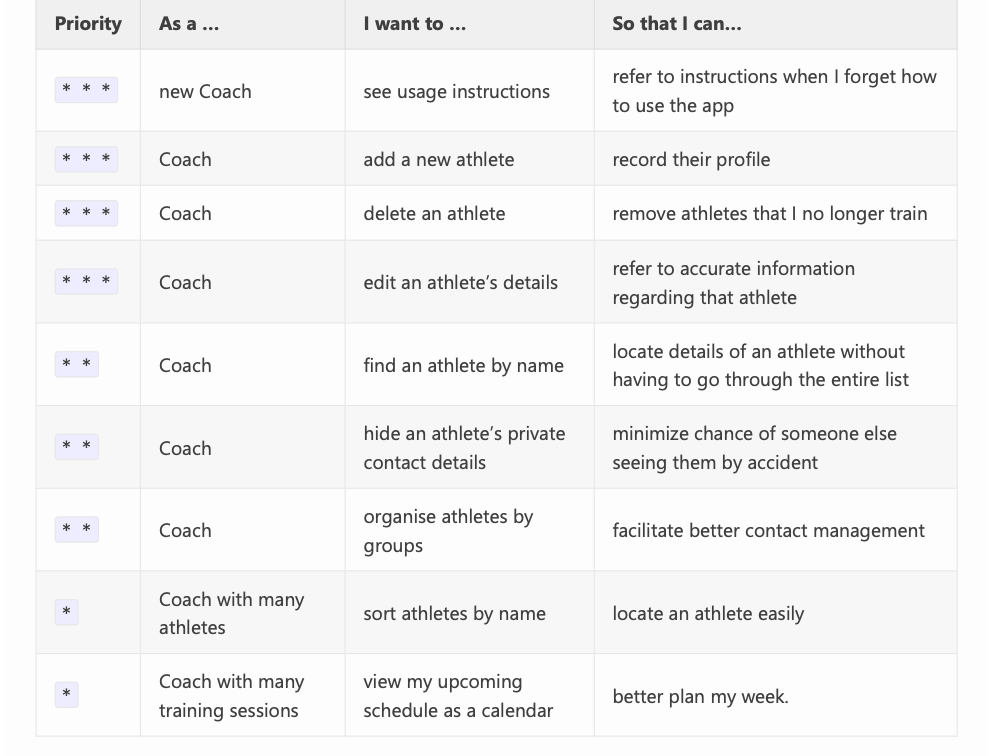 Priority As a … I want to … So that I can…
* * * new Coach see usage instructions refer to instructions when I forget how
to use the app
* * * Coach add a new athlete record their profile
* * * Coach delete an athlete remove athletes that I no longer train
* * * Coach edit an athlete’s details refer to accurate information
regarding that athlete
* * Coach find an athlete by name locate details of an athlete without
having to go through the entire list
* * Coach hide an athlete’s private minimize chance of someone else
contact details seeing them by accident
* * Coach organise athletes by facilitate better contact management
groups
* Coach with many sort athletes by name locate an athlete easily
athletes
* Coach with many view my upcoming better plan my week.
training sessions schedule as a calendar